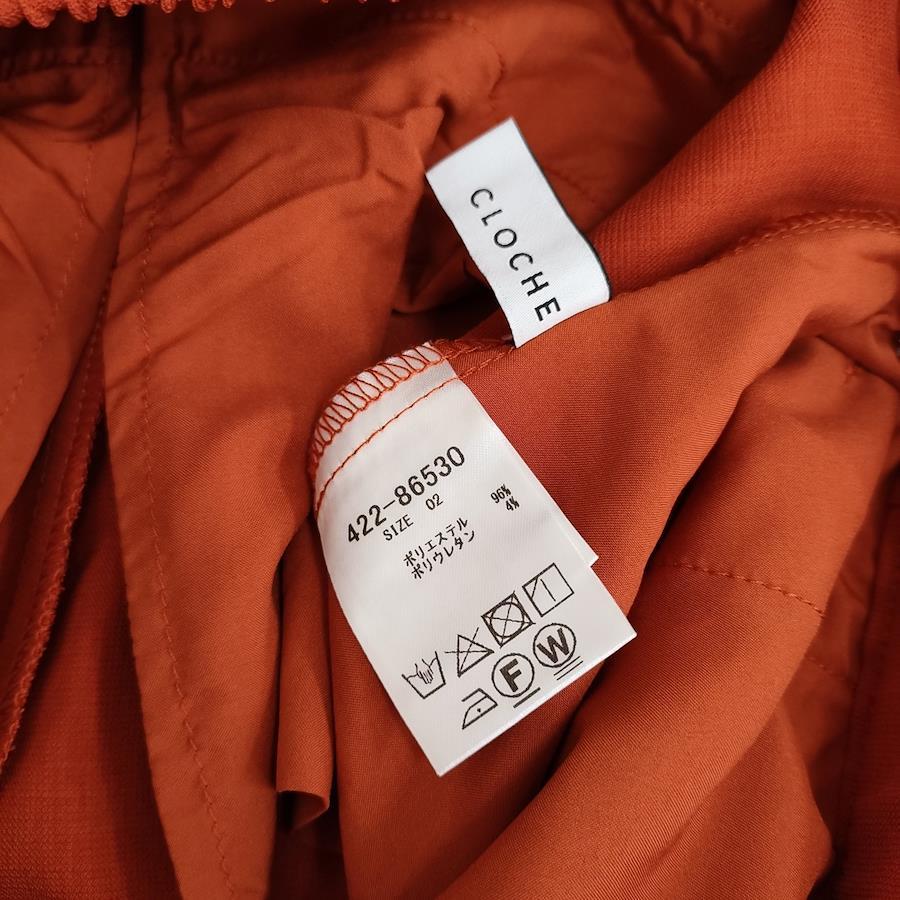 CLOCHE
422-86530
SIZE 02
ポリエステル 96%
ポリウレタン 4%
F W